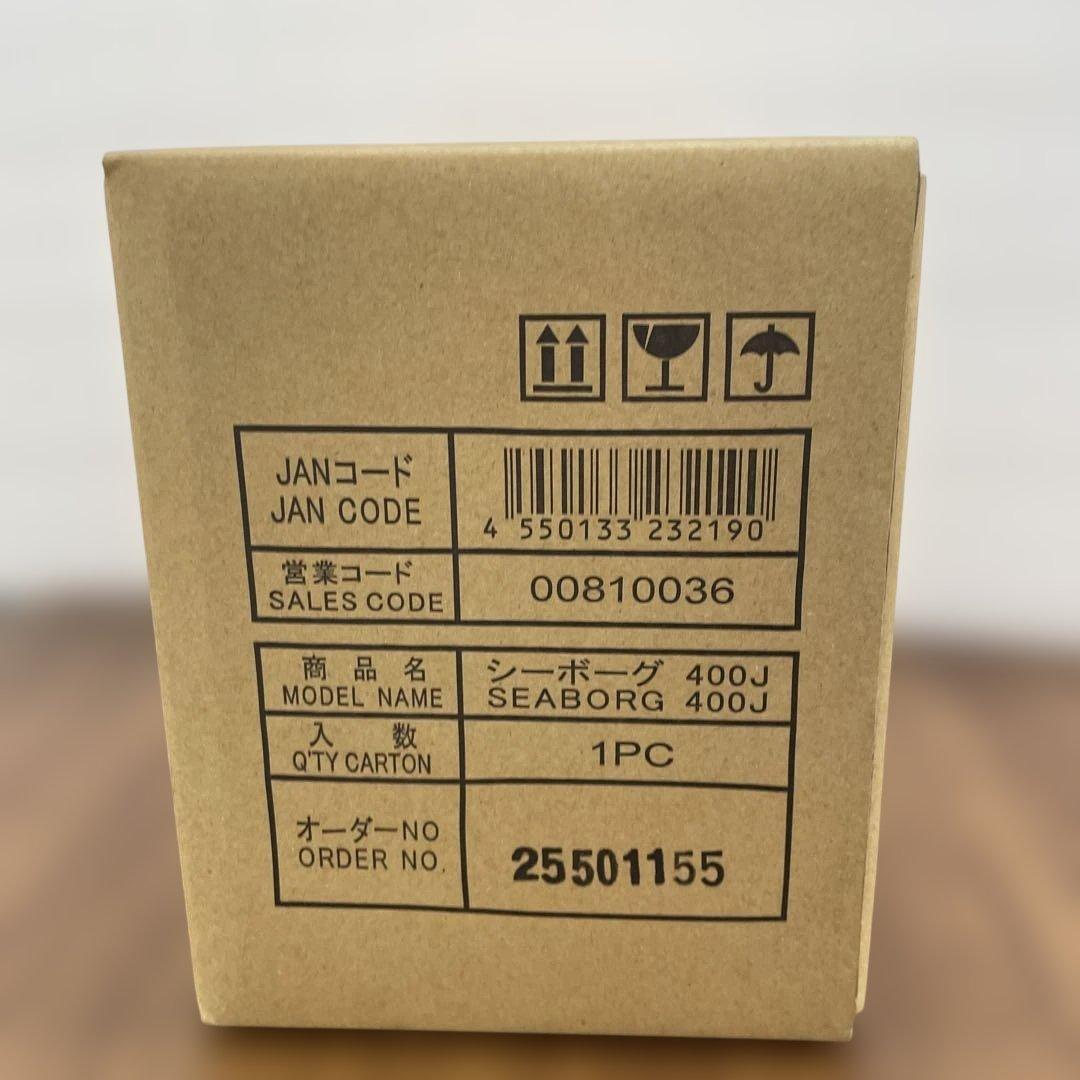 JANコード
JAN CODE
4 550133 232190
営業コード
SALES CODE
00810036
商品名
MODEL NAME
シーボーグ 400J
SEABORG 400J
入数
Q'TY CARTON
1PC
オーダーNO
ORDER NO.
25501155